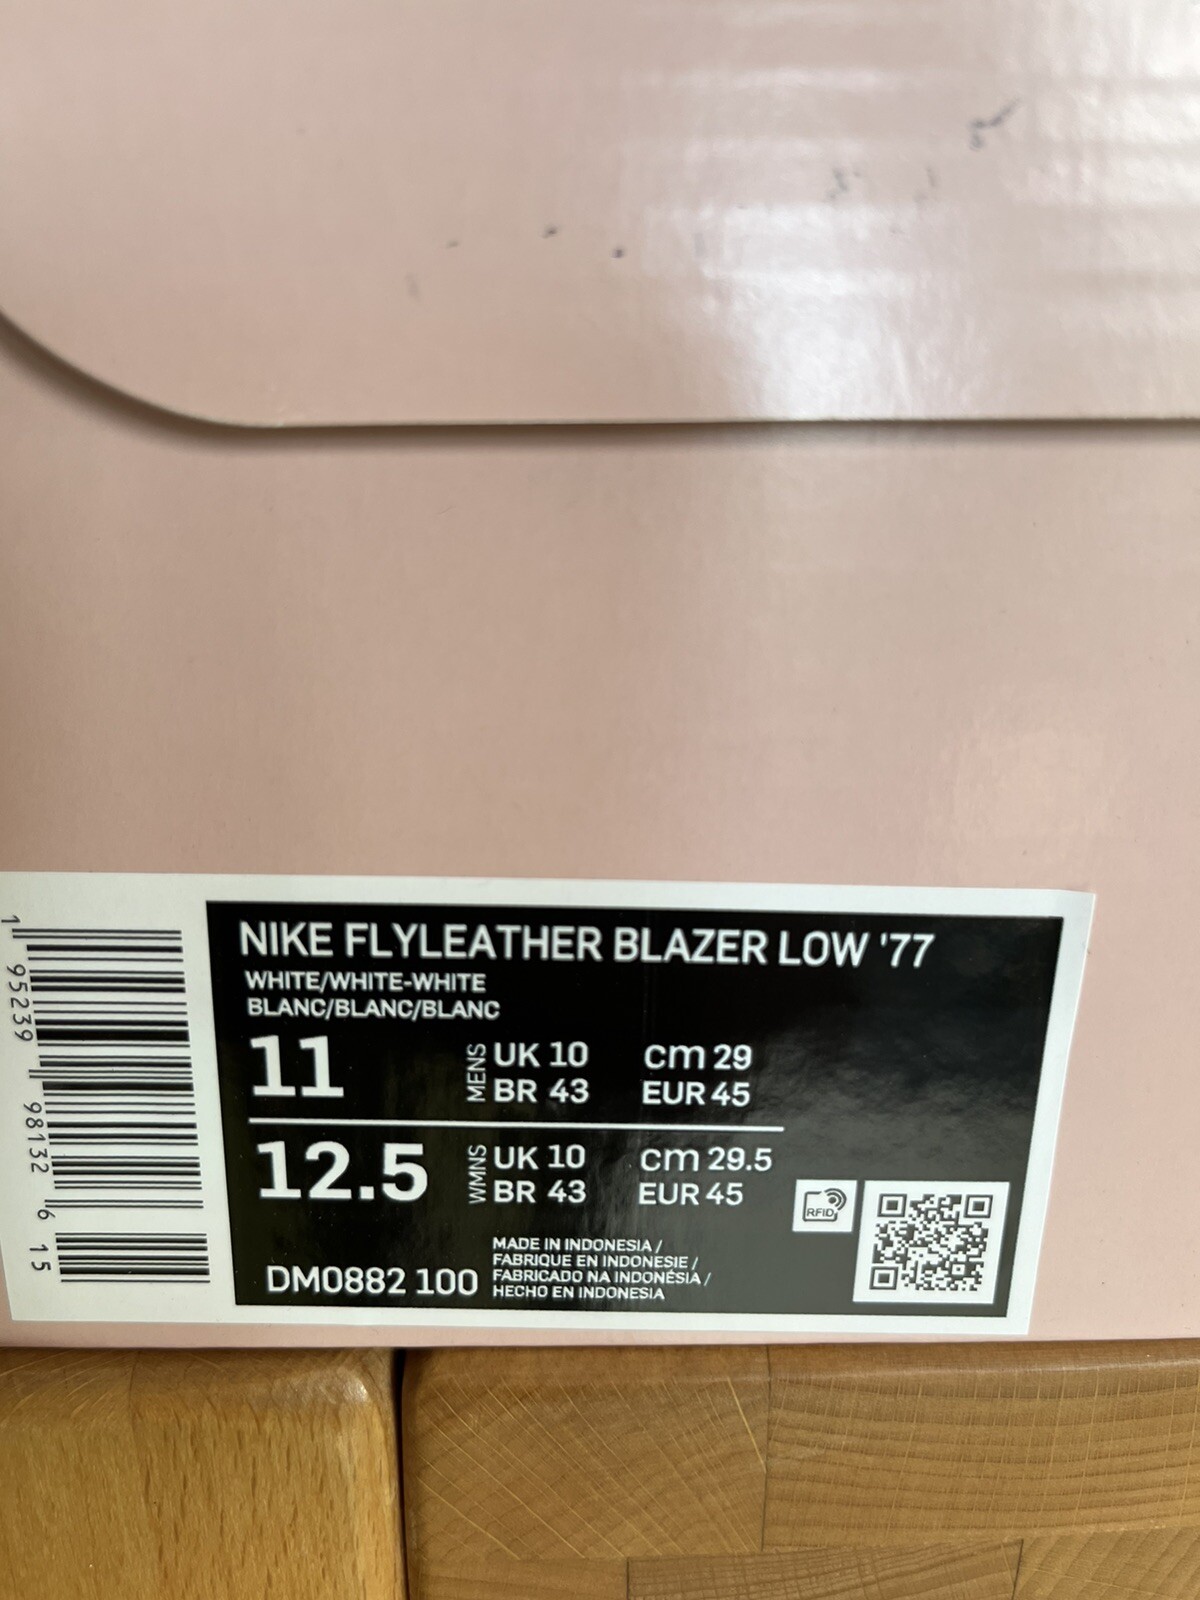 NIKE FLYLEATHER BLAZER LOW '77
WHITE/WHITE-WHITE
BLANC/BLANC/BLANC
11 MENS UK 10 cm 29
BR 43 EUR 45
12.5 WMNS UK 10 cm 29.5
BR 43 EUR 45
RFID
DM0882 100
MADE IN INDONESIA /
FABRIQUE EN INDONESIE /
FABRICADO NA INDONÉSIA /
HECHO EN INDONESIA
1 95239 98132 6 15